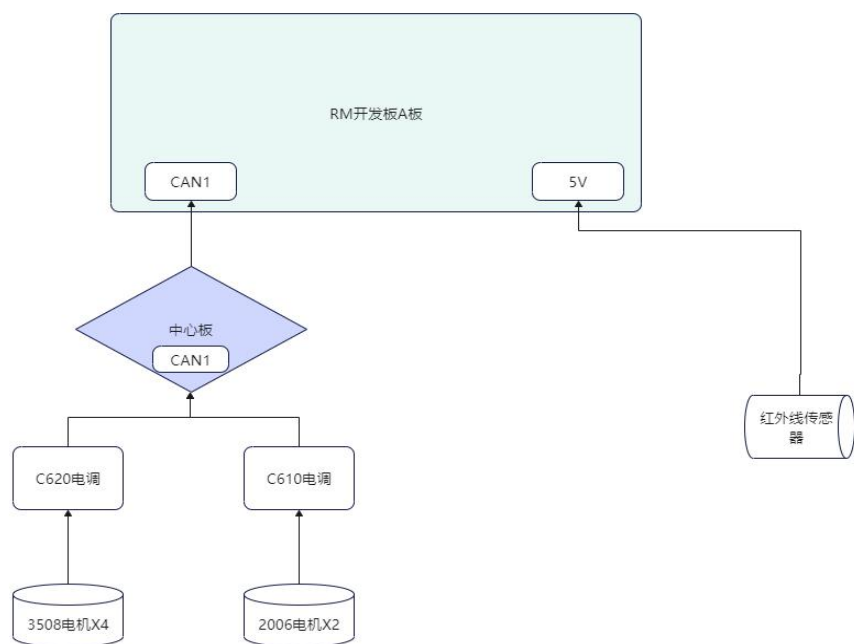 RM开发板A板
CAN1
5V
中心板
CAN1
红外线传感
器
C620电调
C610电调
3508电机X4
2006电机X2